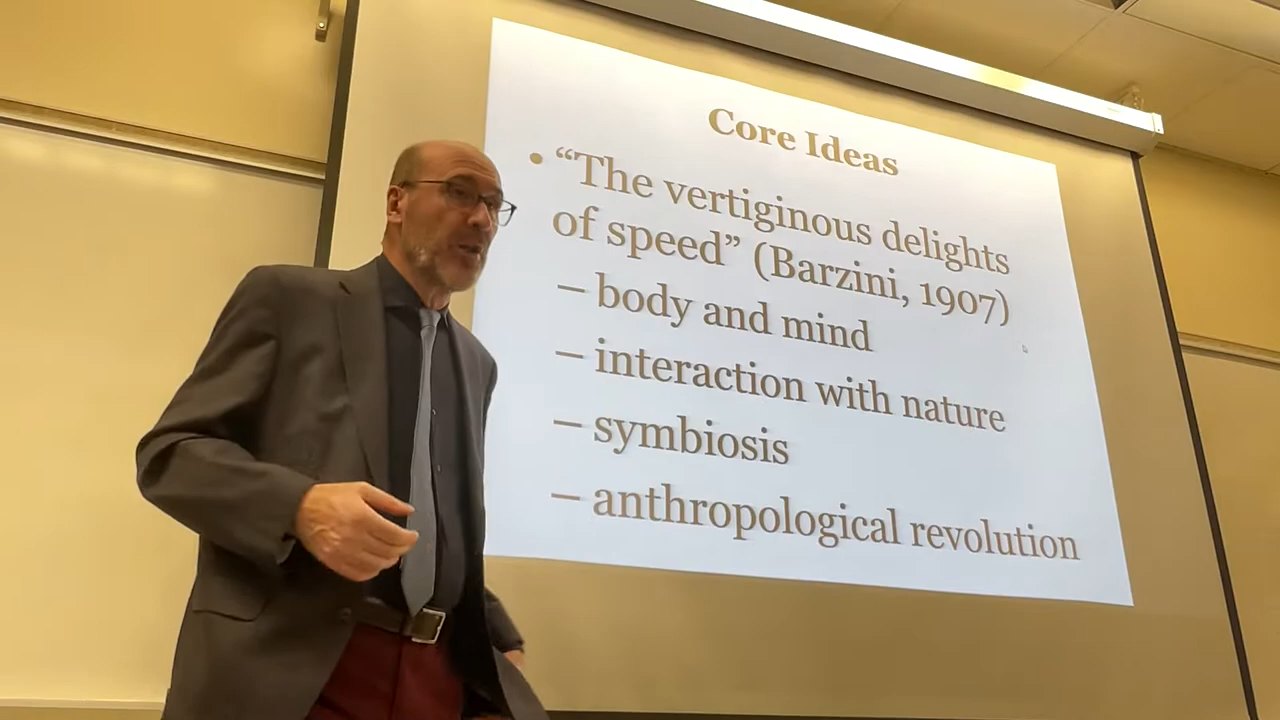 Core Ideas
• “The vertiginous delights
of speed” (Barzini, 1907)
– body and mind
– interaction with nature
– symbiosis
– anthropological revolution